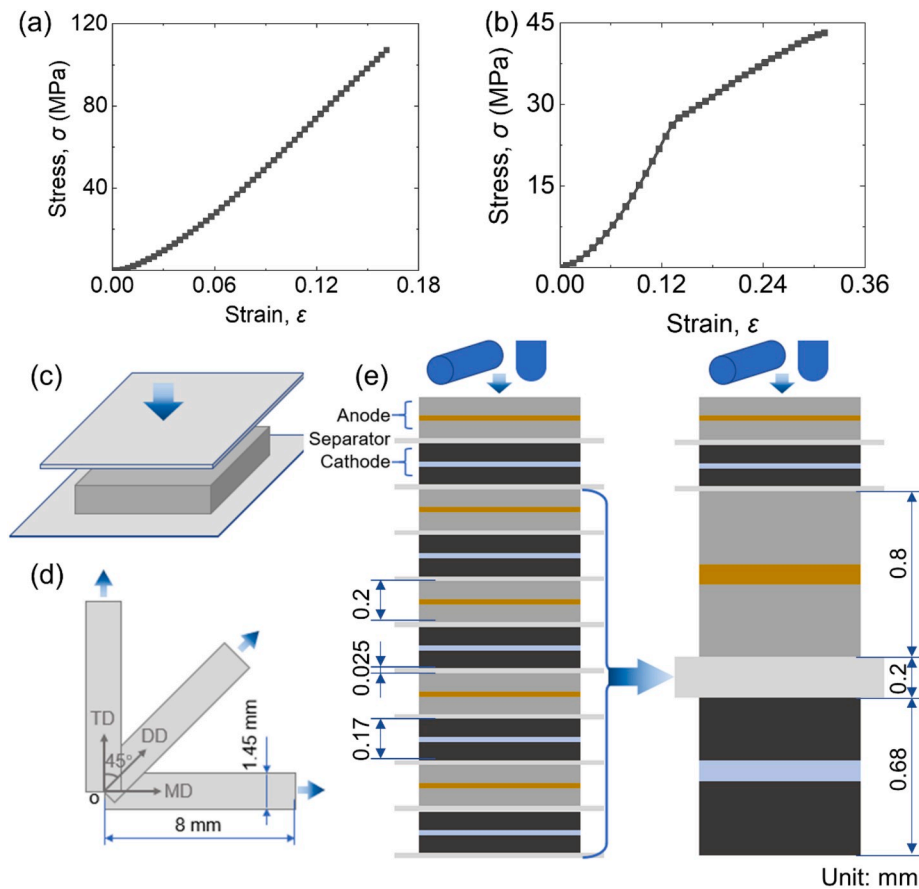 (a)
120
80
40
0
0.00 0.06 0.12 0.18
Stress, σ (MPa)
Strain, ε
(b)
45
30
15
0.00 0.12 0.24 0.36
Stress, σ (MPa)
Strain, ε
(c)
(d)
TD
DD
45°
o
MD
1.45 mm
8 mm
(e)
Anode
Separator
Cathode
0.2
0.025
0.17
0.8
0.2
0.68
Unit: mm